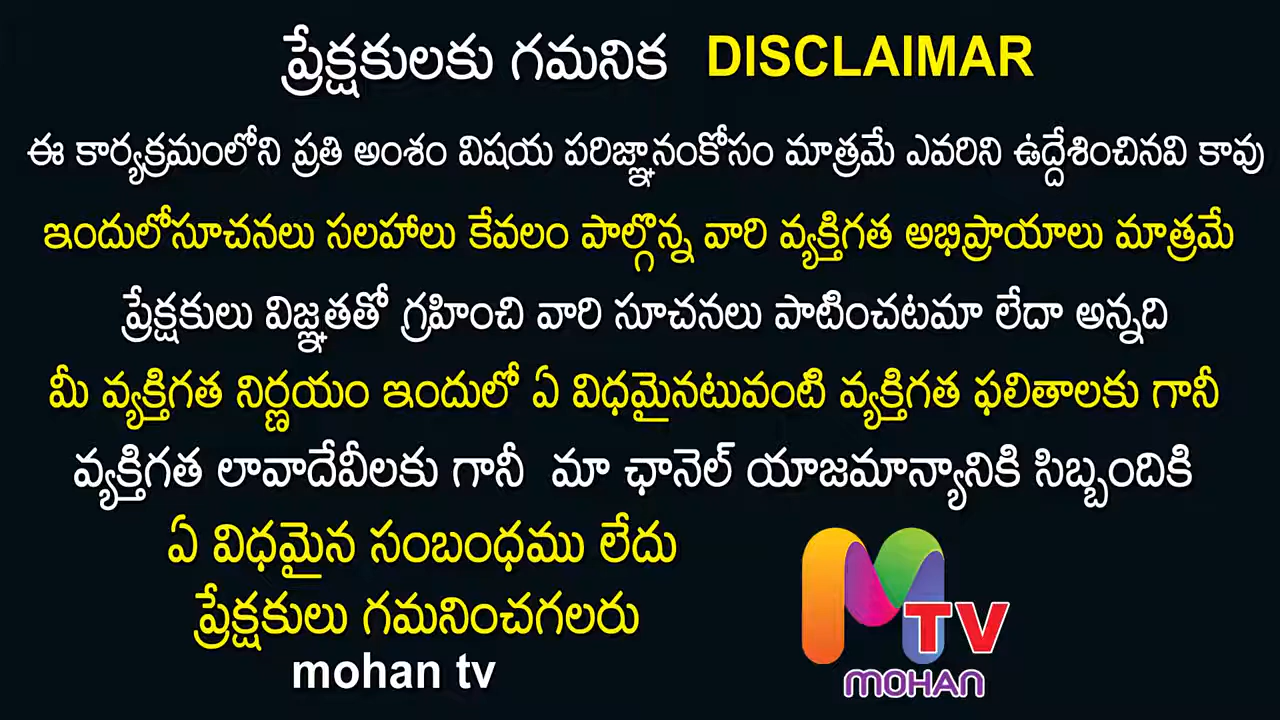 ప్రేక్షకులకు గమనిక DISCLAIMAR
ఈ కార్యక్రమంలోని ప్రతి అంశం విషయ పరిజ్ఞానంకోసం మాత్రమే ఎవరిని ఉద్దేశించినవి కావు
ఇందులోసూచనలు సలహాలు కేవలం పాల్గొన్న వారి వ్యక్తిగత అభిప్రాయాలు మాత్రమే
ప్రేక్షకులు విజ్ఞతతో గ్రహించి వారి సూచనలు పాటించటమా లేదా అన్నది
మీ వ్యక్తిగత నిర్ణయం ఇందులో ఏ విధమైనటువంటి వ్యక్తిగత ఫలితాలకు గానీ
వ్యక్తిగత లావాదేవీలకు గానీ మా ఛానెల్ యాజమాన్యానికి సిబ్బందికి
ఏ విధమైన సంబంధము లేదు
ప్రేక్షకులు గమనించగలరు
mohan tv
M TV
MOHAN